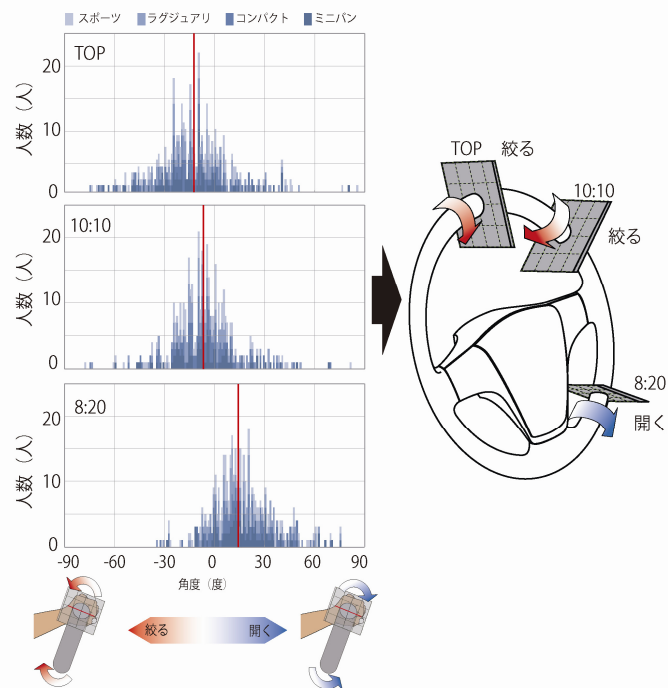 スポーツ ラグジュアリ コンパクト ミニバン
TOP
人数（人）
20
10
0
10:10
人数（人）
20
10
0
8:20
人数（人）
20
10
0
-90 -60 -30 0 30 60 90
角度（度）
絞る 開く
TOP 絞る
10:10
絞る
8:20
開く